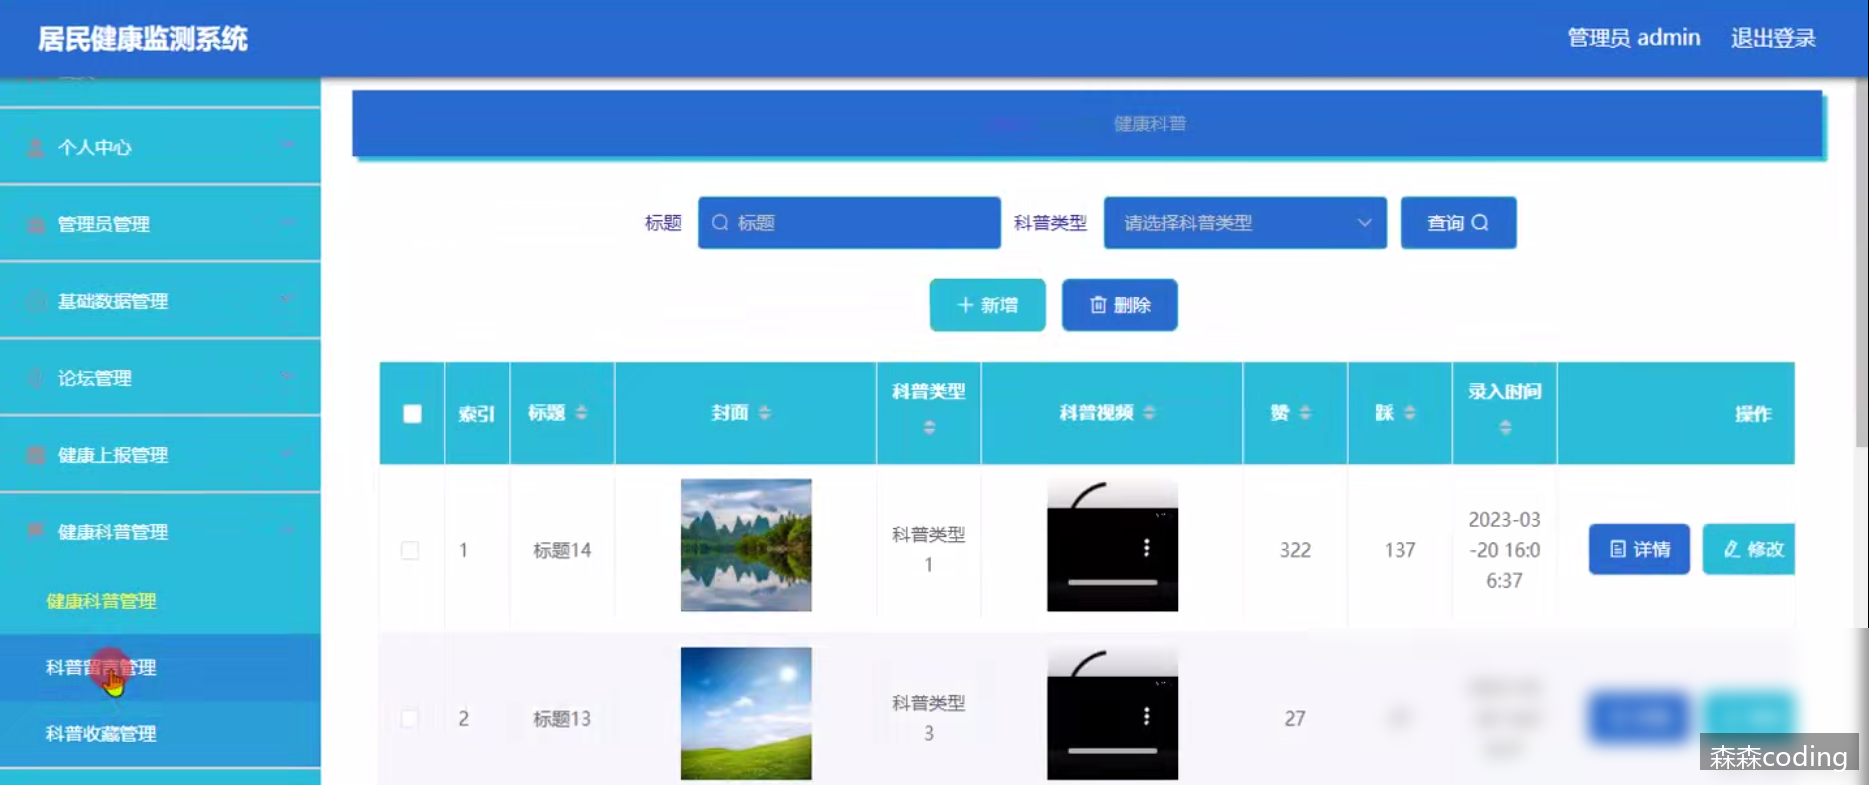 居民健康监测系统
管理员 admin
退出登录
个人中心
管理员管理
基础数据管理
论坛管理
健康上报管理
健康科普管理
健康科普管理
科普留言管理
科普收藏管理
健康科普
标题
标题
科普类型
请选择科普类型
查询
新增
删除
索引
标题
封面
科普类型
科普视频
赞
踩
录入时间
操作
1
标题14
科普类型
1
322
137
2023-03
-20 16:0
6:37
详情
修改
2
标题13
科普类型
3
27
森森coding